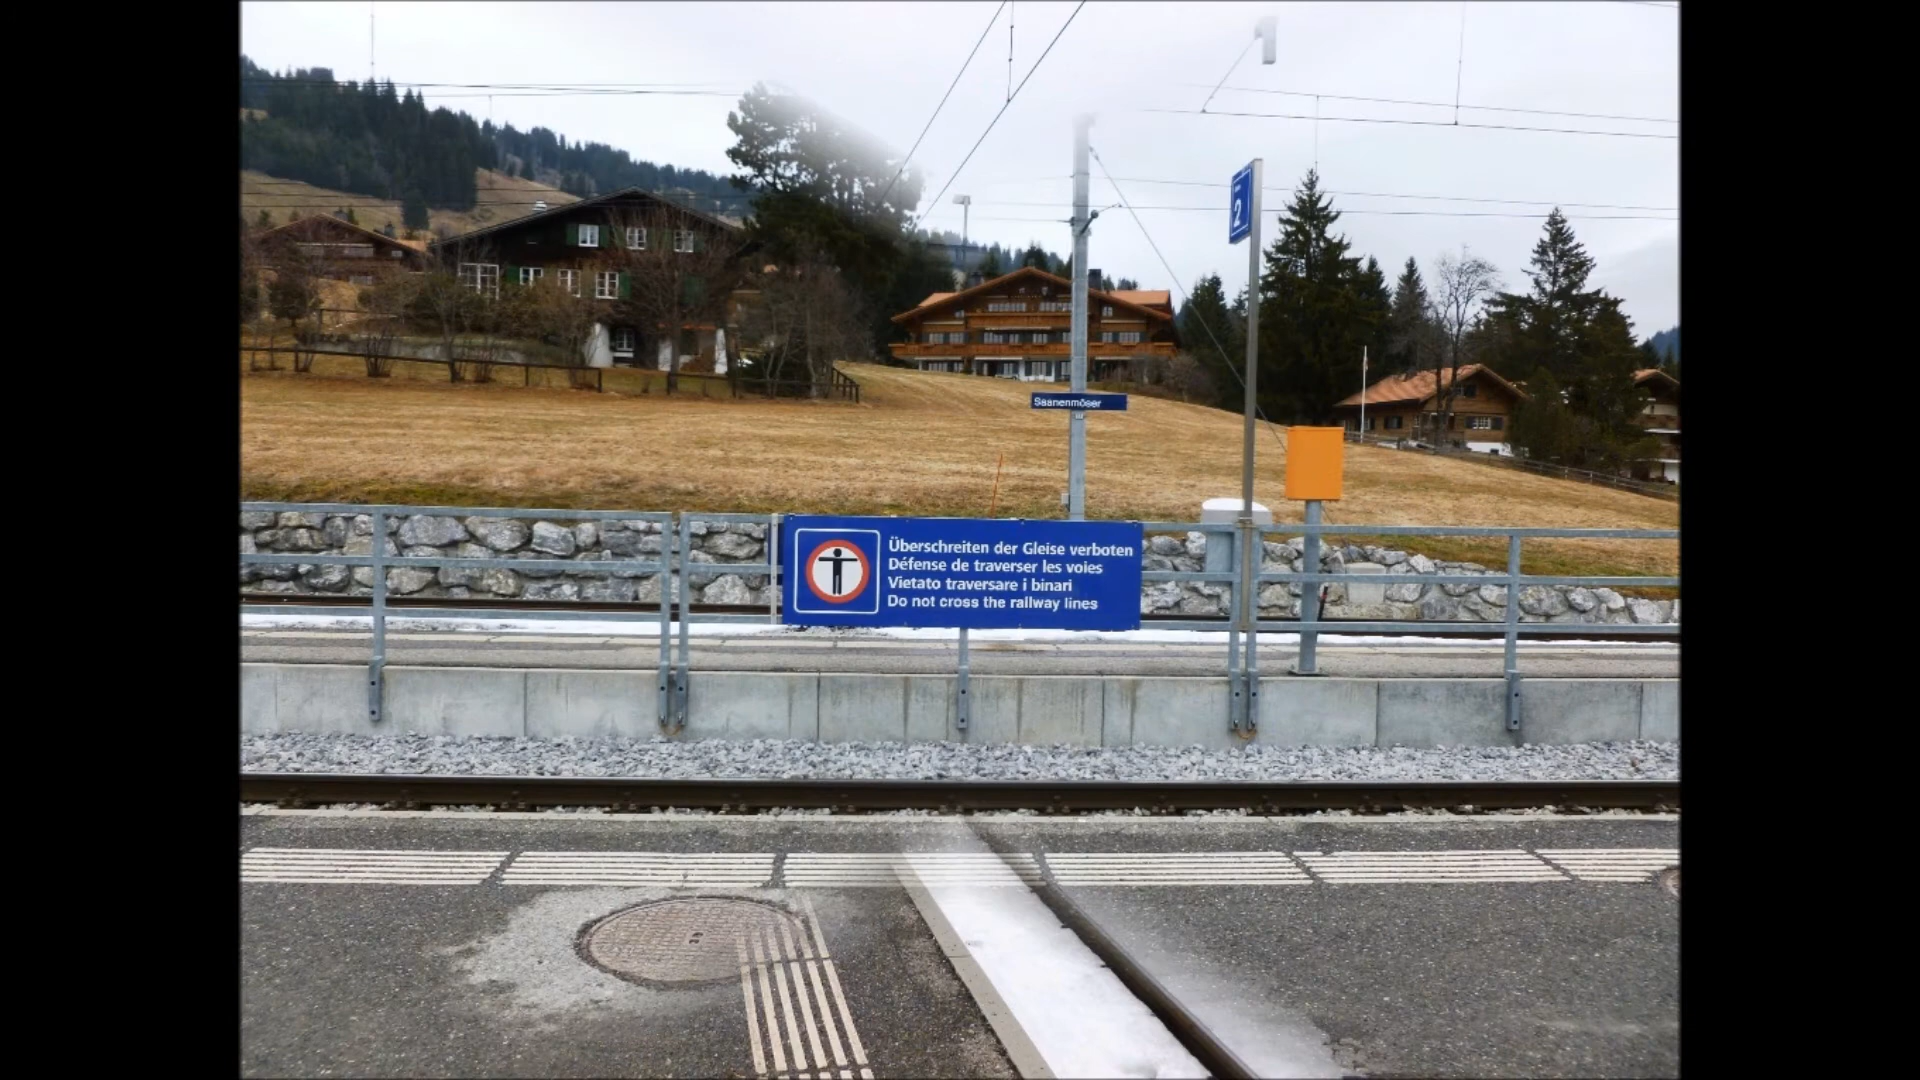 2
Saanenmöser
Überschreiten der Gleise verboten
Défense de traverser les voies
Vietato traversare i binari
Do not cross the railway lines